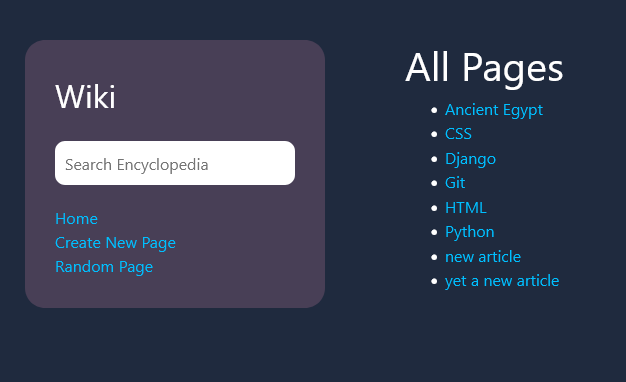 Wiki
Search Encyclopedia
Home
Create New Page
Random Page
All Pages
Ancient Egypt
CSS
Django
Git
HTML
Python
new article
yet a new article